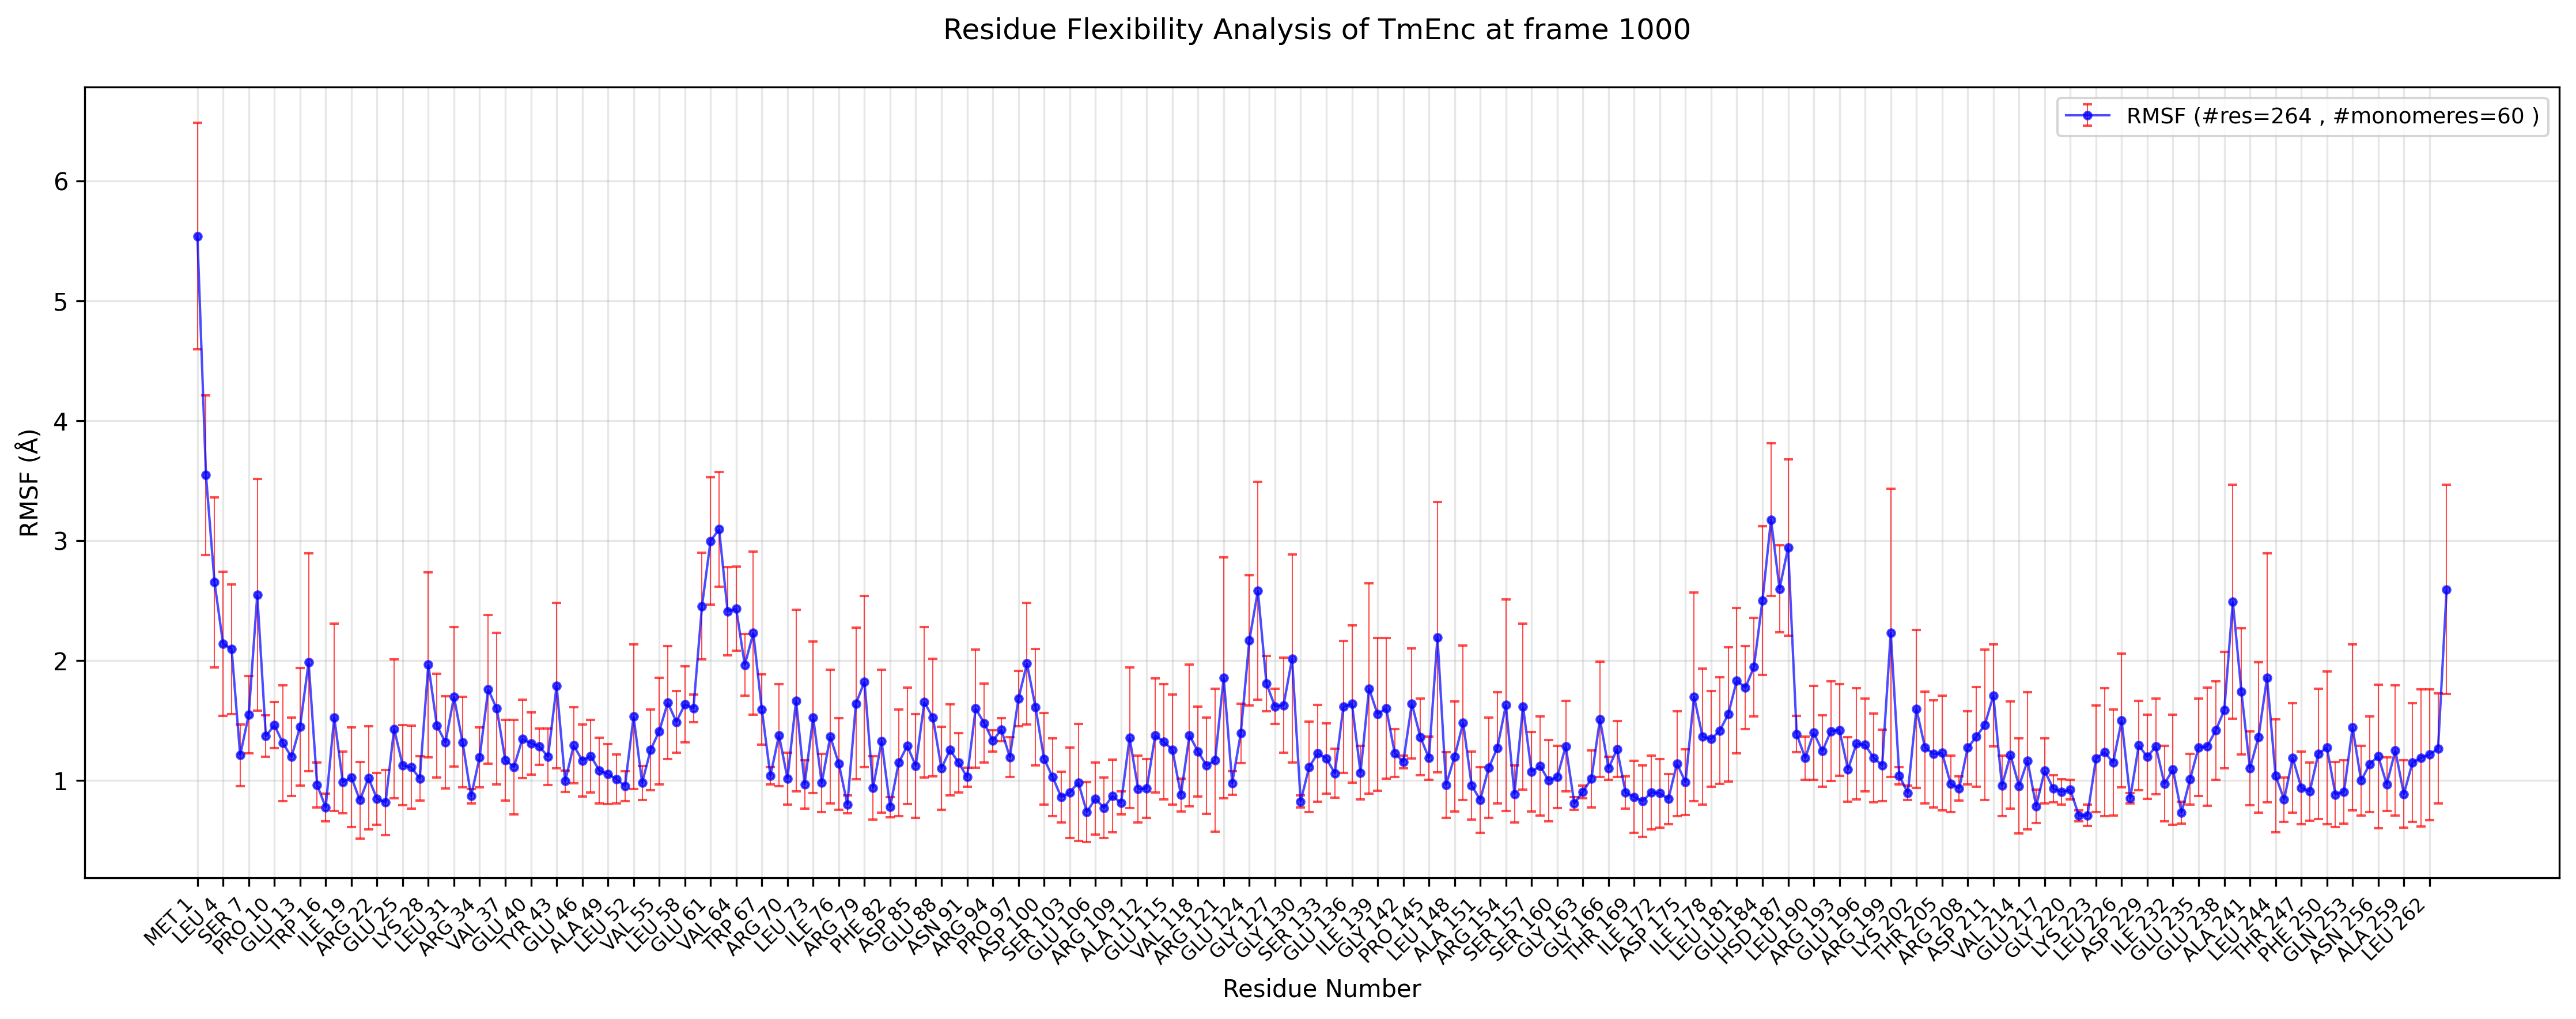 Residue Flexibility Analysis of TmEnc at frame 1000
RMSF (#res=264 , #monomeres=60 )
RMSF (Å)
6
5
4
3
2
1
MET 1
LEU 4
SER 7
PRO 10
GLU 13
TRP 16
ILE 19
ARG 22
GLU 25
LYS 28
LEU 31
ARG 34
VAL 37
GLU 40
TYR 43
GLU 46
ALA 49
LEU 52
VAL 55
LEU 58
GLU 61
VAL 64
TRP 67
ARG 70
LEU 73
ILE 76
ARG 79
PHE 82
ASP 85
GLU 88
ASN 91
ARG 94
PRO 97
ASP 100
SER 103
GLU 106
ARG 109
ALA 112
GLU 115
VAL 118
ARG 121
GLU 124
GLY 127
GLY 130
SER 133
GLU 136
ILE 139
GLY 142
PRO 145
LEU 148
ALA 151
ARG 154
SER 157
SER 160
GLY 163
GLY 166
THR 169
ILE 172
ASP 175
ILE 178
LEU 181
GLU 184
HSD 187
LEU 190
ARG 193
GLU 196
ARG 199
LYS 202
THR 205
ARG 208
ASP 211
VAL 214
GLU 217
GLY 220
LYS 223
LEU 226
ASP 229
ILE 232
GLU 235
GLU 238
ALA 241
LEU 244
THR 247
PHE 250
GLN 253
ASN 256
ALA 259
LEU 262
Residue Number